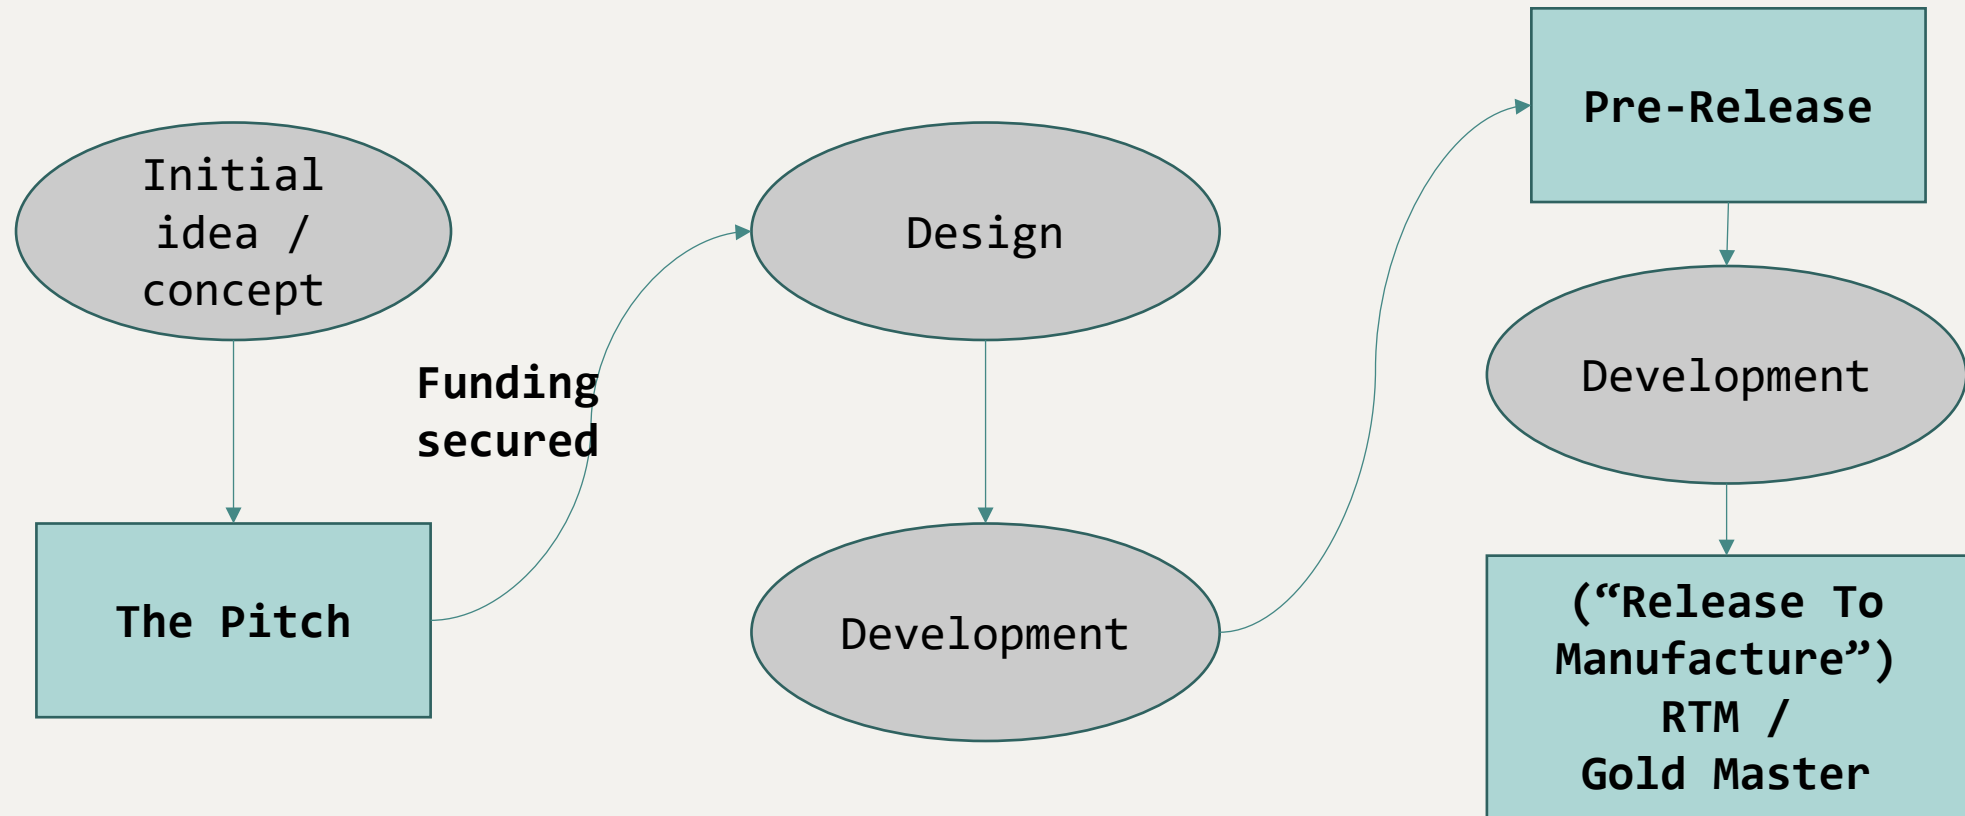 Initial
idea /
concept
The Pitch
Funding
secured
Design
Development
Pre-Release
Development
(“Release To
Manufacture”)
RTM /
Gold Master